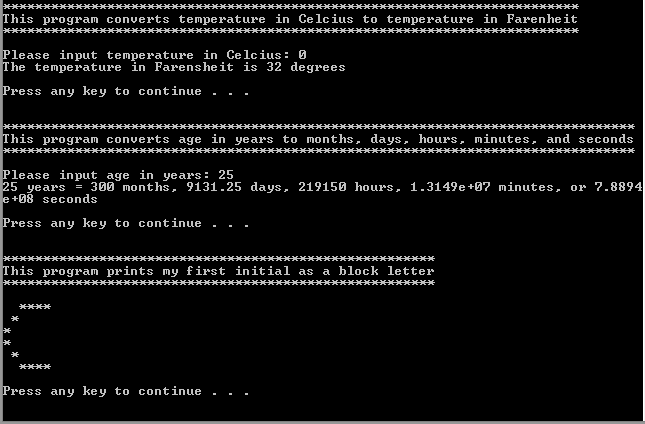 ************************************************************************
This program converts temperature in Celcius to temperature in Farenheit
************************************************************************
Please input temperature in Celcius: 0
The temperature in Farensheit is 32 degrees
Press any key to continue . . .
*******************************************************************************
This program converts age in years to months, days, hours, minutes, and seconds
*******************************************************************************
Please input age in years: 25
25 years = 300 months, 9131.25 days, 219150 hours, 1.3149e+07 minutes, or 7.8894
e+08 seconds
Press any key to continue . . .
******************************************************
This program prints my first initial as a block letter
******************************************************
  ****
 *
*
*
 *
  ****
Press any key to continue . . .